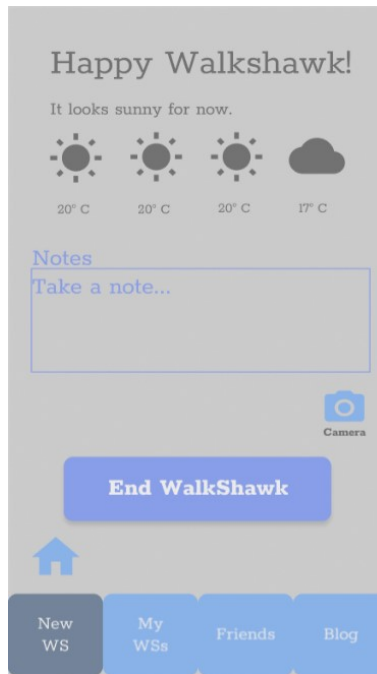 Happy Walkshawk!
It looks sunny for now.
20° C 20° C 20° C 17° C
Notes
Take a note...
Camera
End WalkShawk
New WS
My WSs
Friends
Blog